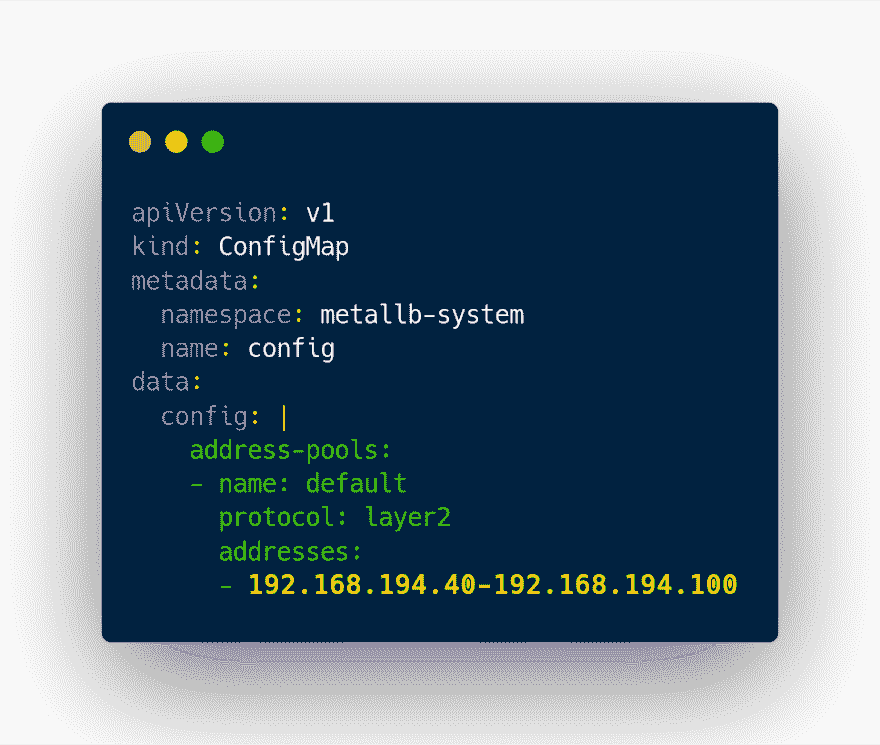 apiVersion: v1
kind: ConfigMap
metadata:
  namespace: metallb-system
  name: config
data:
  config: |
    address-pools:
    - name: default
      protocol: layer2
      addresses:
      - 192.168.194.40-192.168.194.100